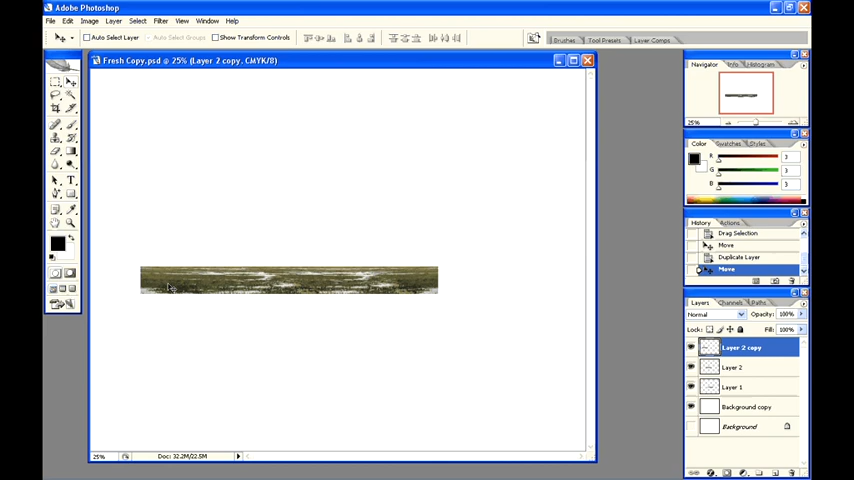 Adobe Photoshop
File Edit Image Layer Select Filter View Window Help
Auto Select Layer Auto Select Groups Show Transform Controls Brushes Tool Presets Layer Comps
Fresh Copy.psd @ 25% (Layer 2 copy, CMYK/8)
Navigator Info Histogram
25%
Color Swatches Styles
R 3
G 3
B 3
History Actions
Drag Selection
Move
Duplicate Layer
Move
Layers Channels Paths
Normal Opacity: 100%
Lock: Fill: 100%
Layer 2 copy
Layer 2
Layer 1
Background copy
Background
25% Doc: 32.2M/22.5M